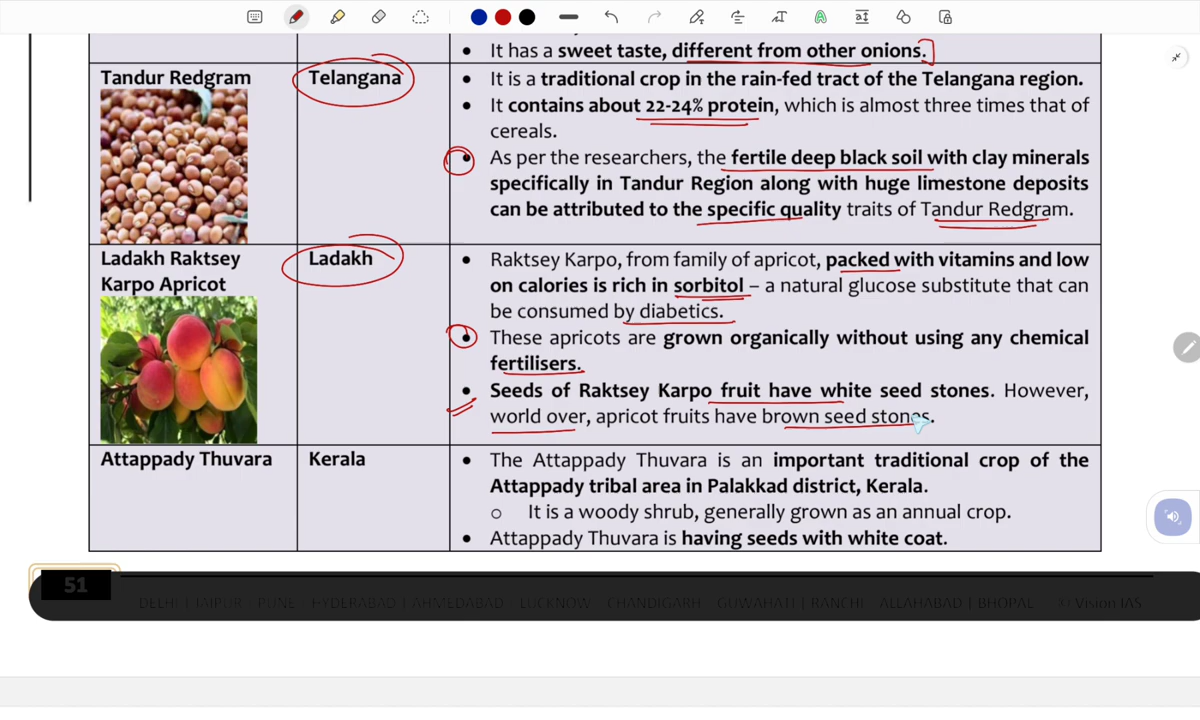 It has a sweet taste, different from other onions.
Tandur Redgram
Telangana
It is a traditional crop in the rain-fed tract of the Telangana region.
It contains about 22-24% protein, which is almost three times that of
cereals.
As per the researchers, the fertile deep black soil with clay minerals
specifically in Tandur Region along with huge limestone deposits
can be attributed to the specific quality traits of Tandur Redgram.
Ladakh Raktsey
Karpo Apricot
Ladakh
Raktsey Karpo, from family of apricot, packed with vitamins and low
on calories is rich in sorbitol – a natural glucose substitute that can
be consumed by diabetics.
These apricots are grown organically without using any chemical
fertilisers.
Seeds of Raktsey Karpo fruit have white seed stones. However,
world over, apricot fruits have brown seed stones.
Attappady Thuvara
Kerala
The Attappady Thuvara is an important traditional crop of the
Attappady tribal area in Palakkad district, Kerala.
It is a woody shrub, generally grown as an annual crop.
Attappady Thuvara is having seeds with white coat.
51
DELHI | JAIPUR | PUNE | HYDERABAD | AHMEDABAD | LUCKNOW | CHANDIGARH | GUWAHATI | RANCHI | ALLAHABAD | BHOPAL Vision IAS